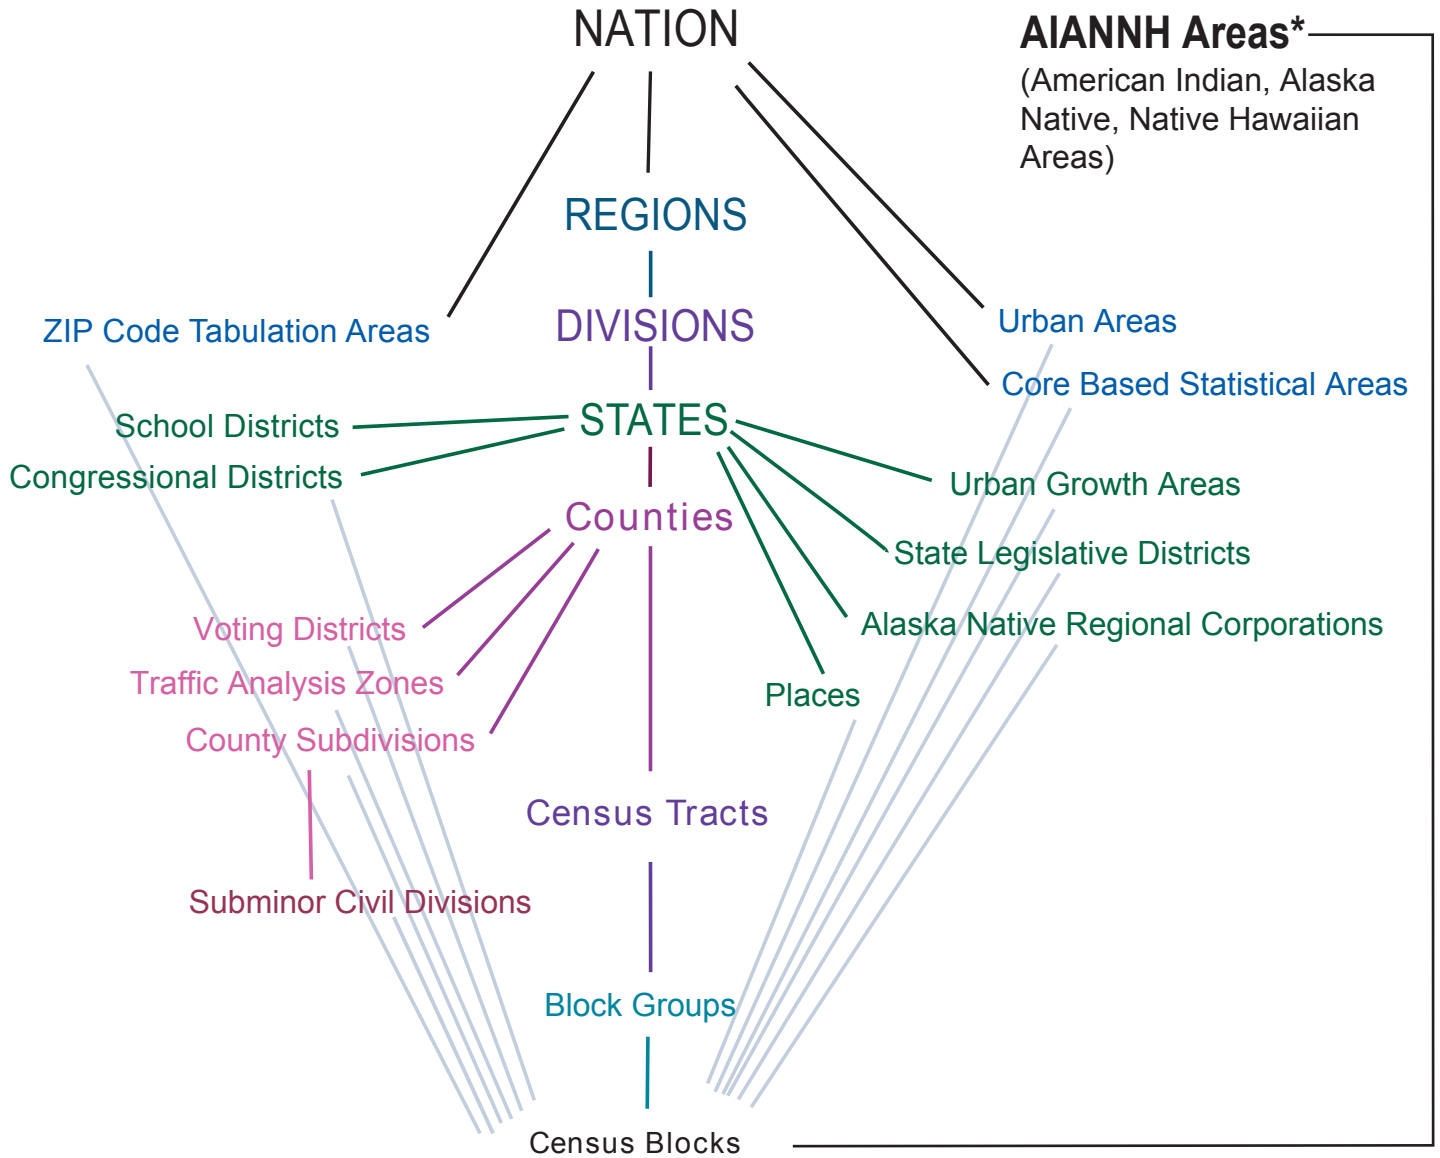 NATION
AIANNH Areas*
(American Indian, Alaska
Native, Native Hawaiian
Areas)
REGIONS
ZIP Code Tabulation Areas
DIVISIONS
Urban Areas
Core Based Statistical Areas
School Districts
STATES
Congressional Districts
Urban Growth Areas
Counties
State Legislative Districts
Voting Districts
Alaska Native Regional Corporations
Traffic Analysis Zones
Places
County Subdivisions
Census Tracts
Subminor Civil Divisions
Block Groups
Census Blocks